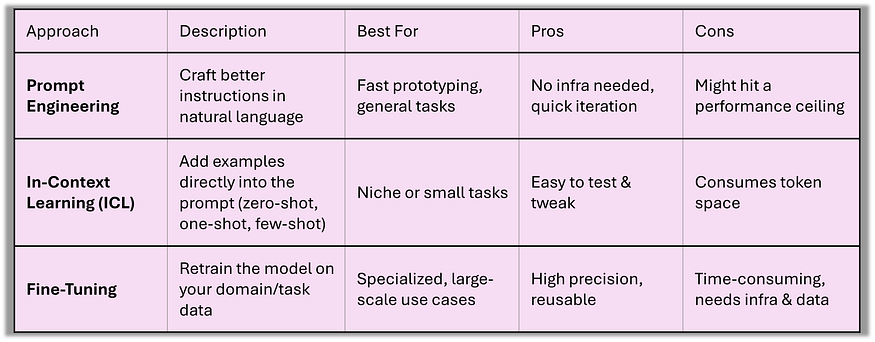 Approach
Description
Best For
Pros
Cons
Prompt
Engineering
Craft better
instructions in
natural language
Fast prototyping,
general tasks
No infra needed,
quick iteration
Might hit a
performance ceiling
In-Context
Learning (ICL)
Add examples
directly into the
prompt (zero-shot,
one-shot, few-shot)
Niche or small tasks
Easy to test &
tweak
Consumes token
space
Fine-Tuning
Retrain the model on
your domain/task
data
Specialized, large-
scale use cases
High precision,
reusable
Time-consuming,
needs infra & data